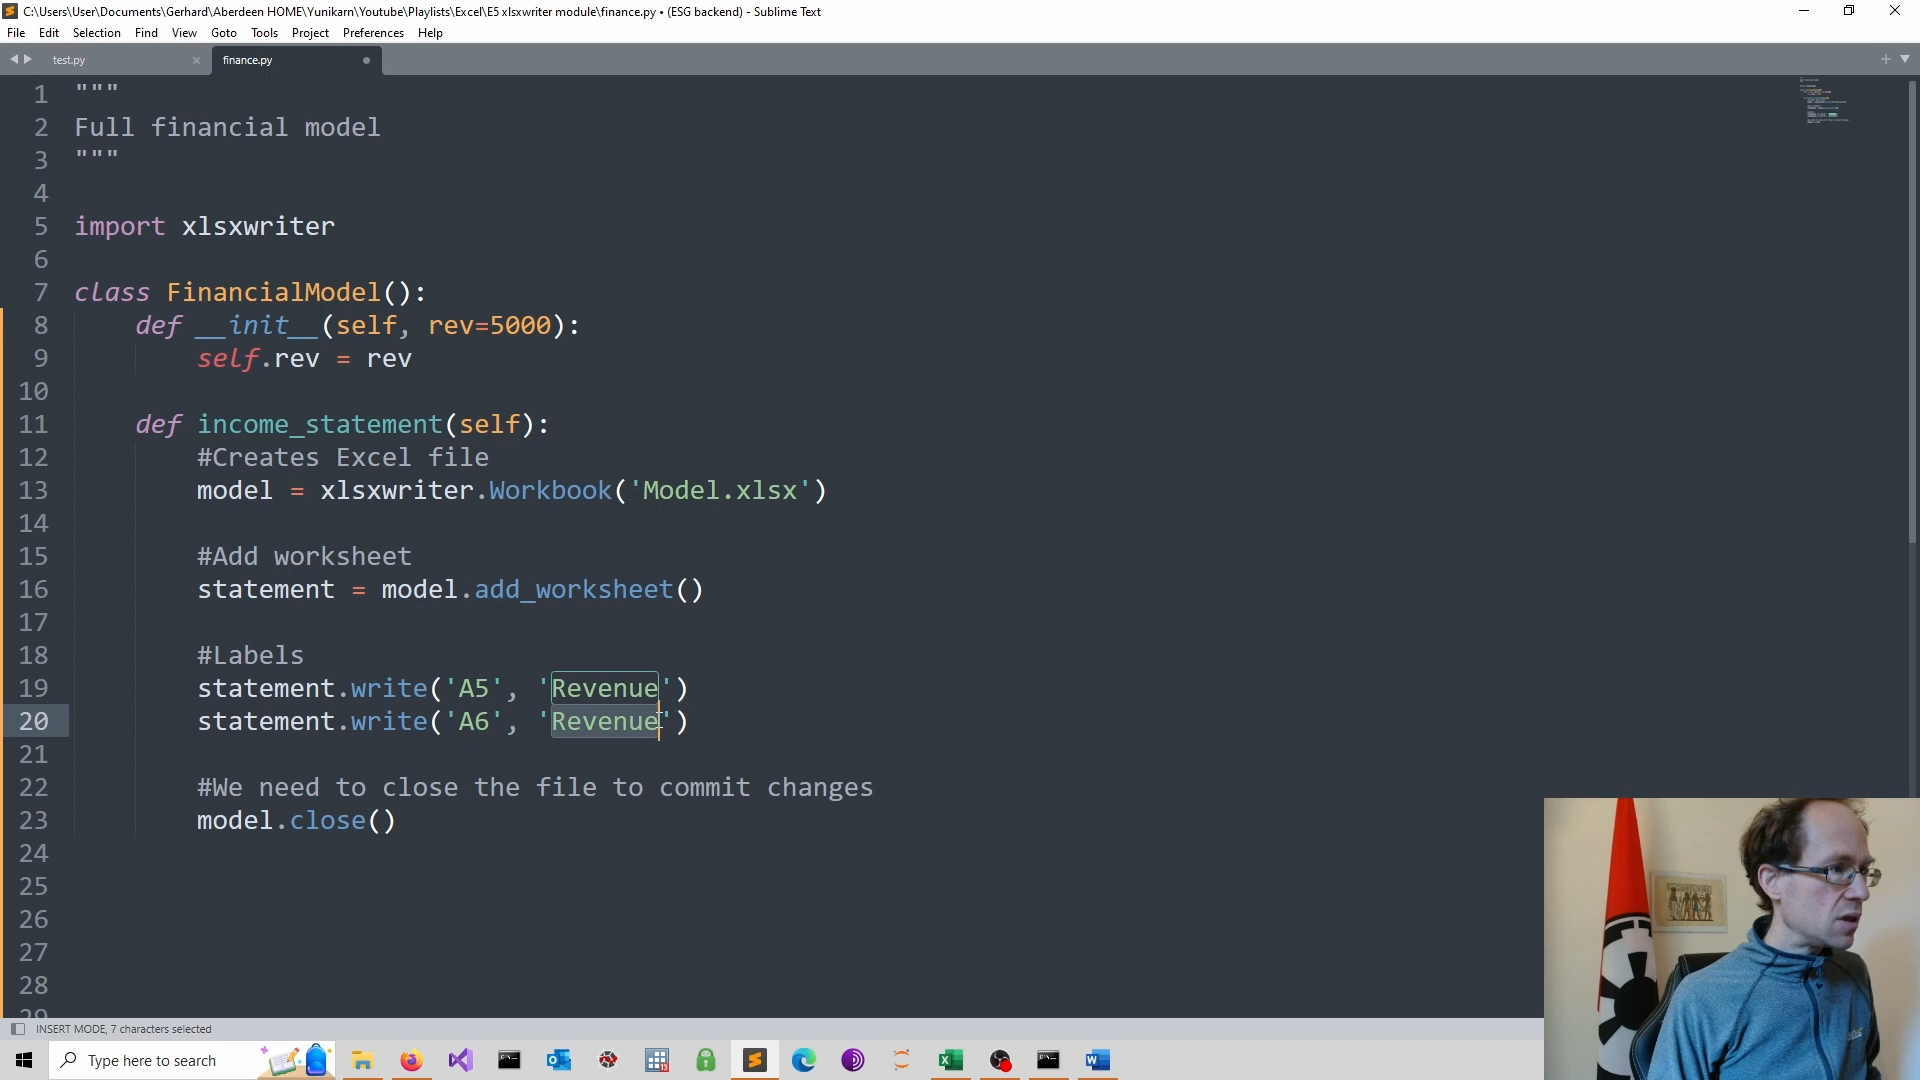 C:\Users\User\Documents\Gerhard\Aberdeen HOME\Yunikarn\Youtube\Playlists\Excel\E5 xlsxwriter module\finance.py • (ESG backend) - Sublime Text
File Edit Selection Find View Goto Tools Project Preferences Help
test.py finance.py
1 """
2 Full financial model
3 """
4
5 import xlsxwriter
6
7 class FinancialModel():
8 def __init__(self, rev=5000):
9 self.rev = rev
10
11 def income_statement(self):
12 #Creates Excel file
13 model = xlsxwriter.Workbook('Model.xlsx')
14
15 #Add worksheet
16 statement = model.add_worksheet()
17
18 #Labels
19 statement.write('A5', 'Revenue')
20 statement.write('A6', 'Revenue')
21
22 #We need to close the file to commit changes
23 model.close()
24
25
26
27
28
29
INSERT MODE, 7 characters selected
Type here to search